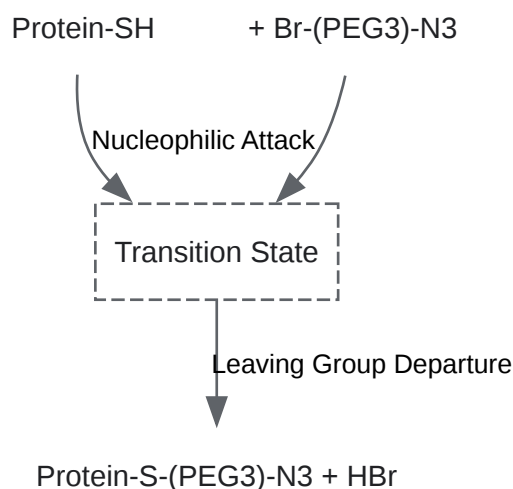 Protein-SH + Br-(PEG3)-N3
Nucleophilic Attack
Transition State
Leaving Group Departure
Protein-S-(PEG3)-N3 + HBr